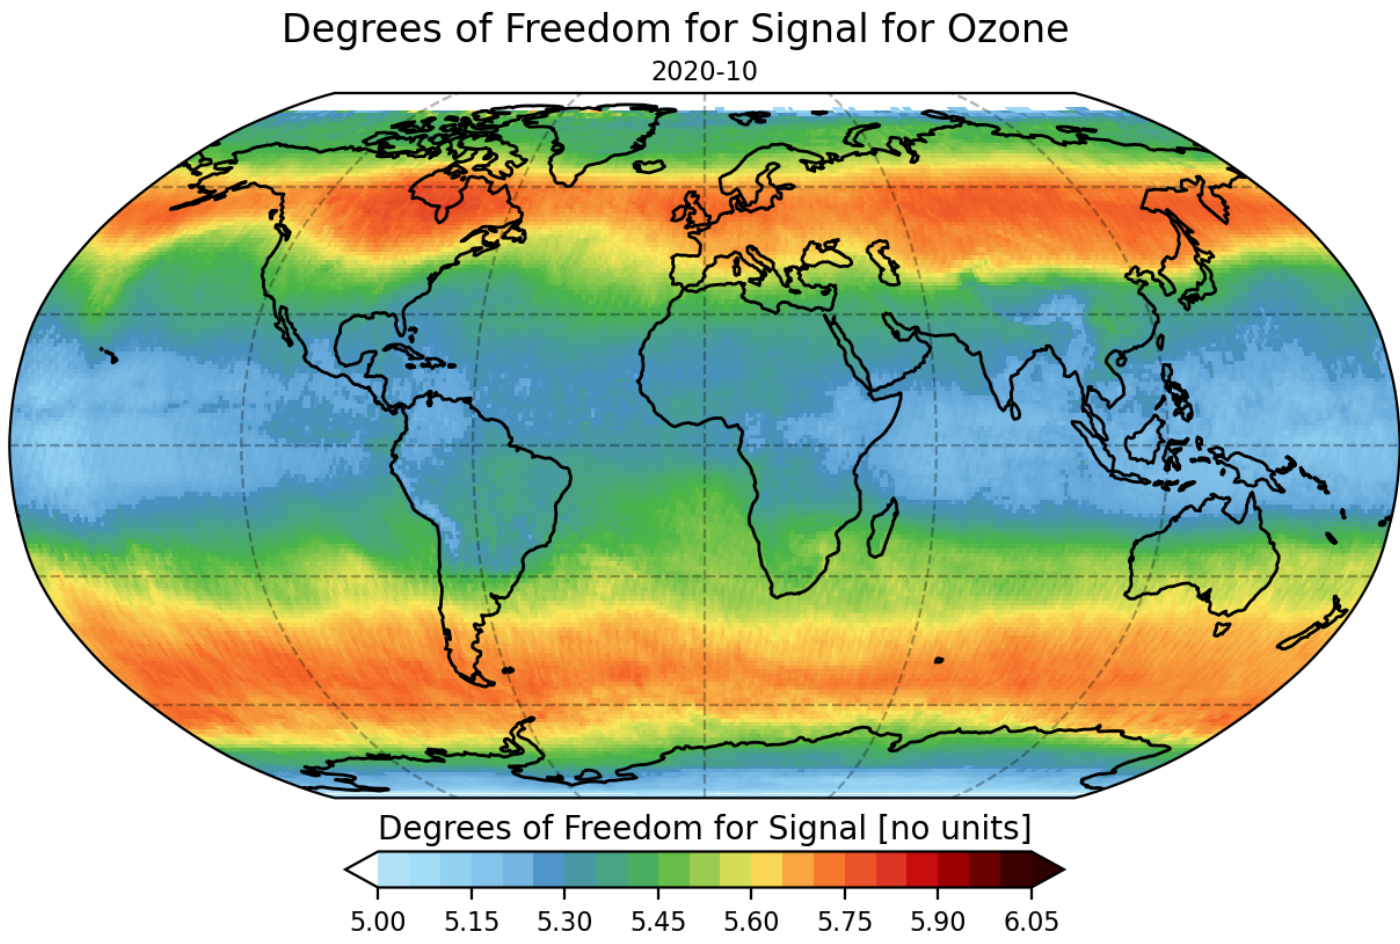 Degrees of Freedom for Signal for Ozone
2020-10
Degrees of Freedom for Signal [no units]
5.00 5.15 5.30 5.45 5.60 5.75 5.90 6.05